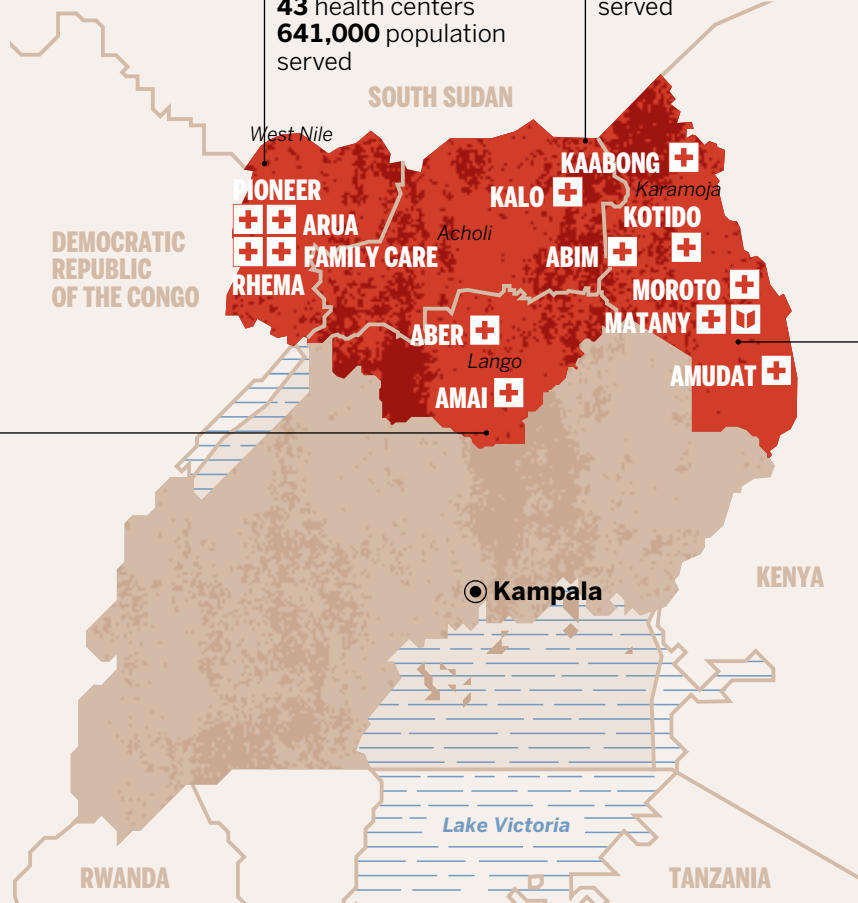 43 health centers
641,000 population
served
served
SOUTH SUDAN
West Nile
KAABONG
Karamoja
PIONEER
KALO
KOTIDO
ARUA
Acholi
DEMOCRATIC
REPUBLIC
OF THE CONGO
FAMILY CARE
ABIM
RHEMA
MOROTO
MATANY
ABER
Lango
AMUDAT
AMAI
KENYA
Kampala
Lake Victoria
RWANDA
TANZANIA